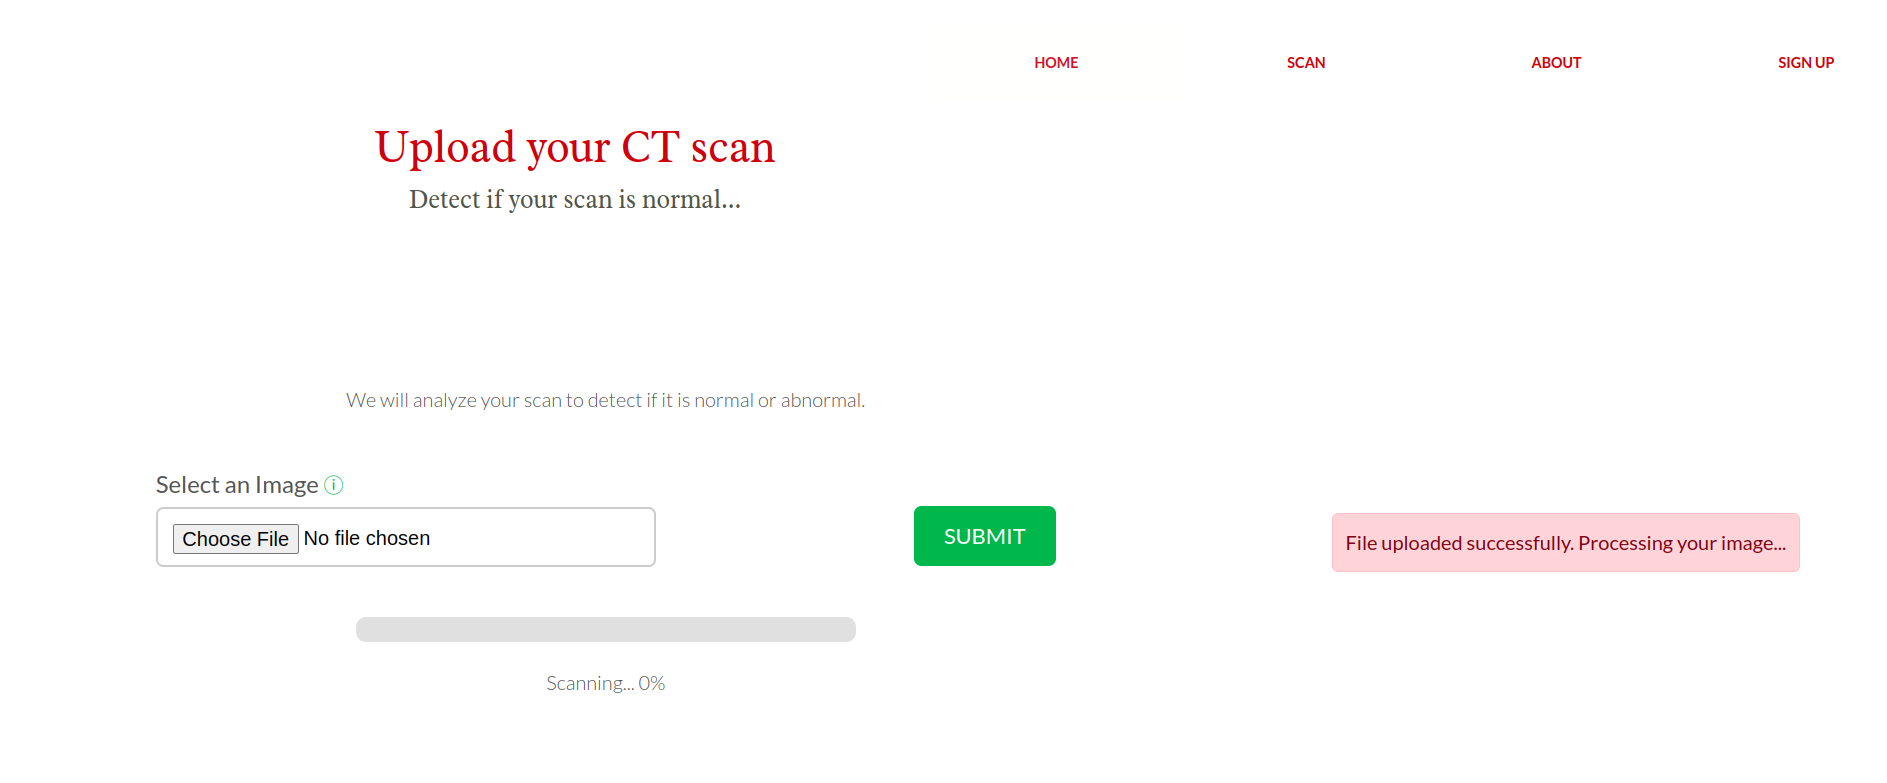 HOME SCAN ABOUT SIGN UP
Upload your CT scan
Detect if your scan is normal...
We will analyze your scan to detect if it is normal or abnormal.
Select an Image ⓘ
Choose File No file chosen
SUBMIT
File uploaded successfully. Processing your image...
Scanning... 0%